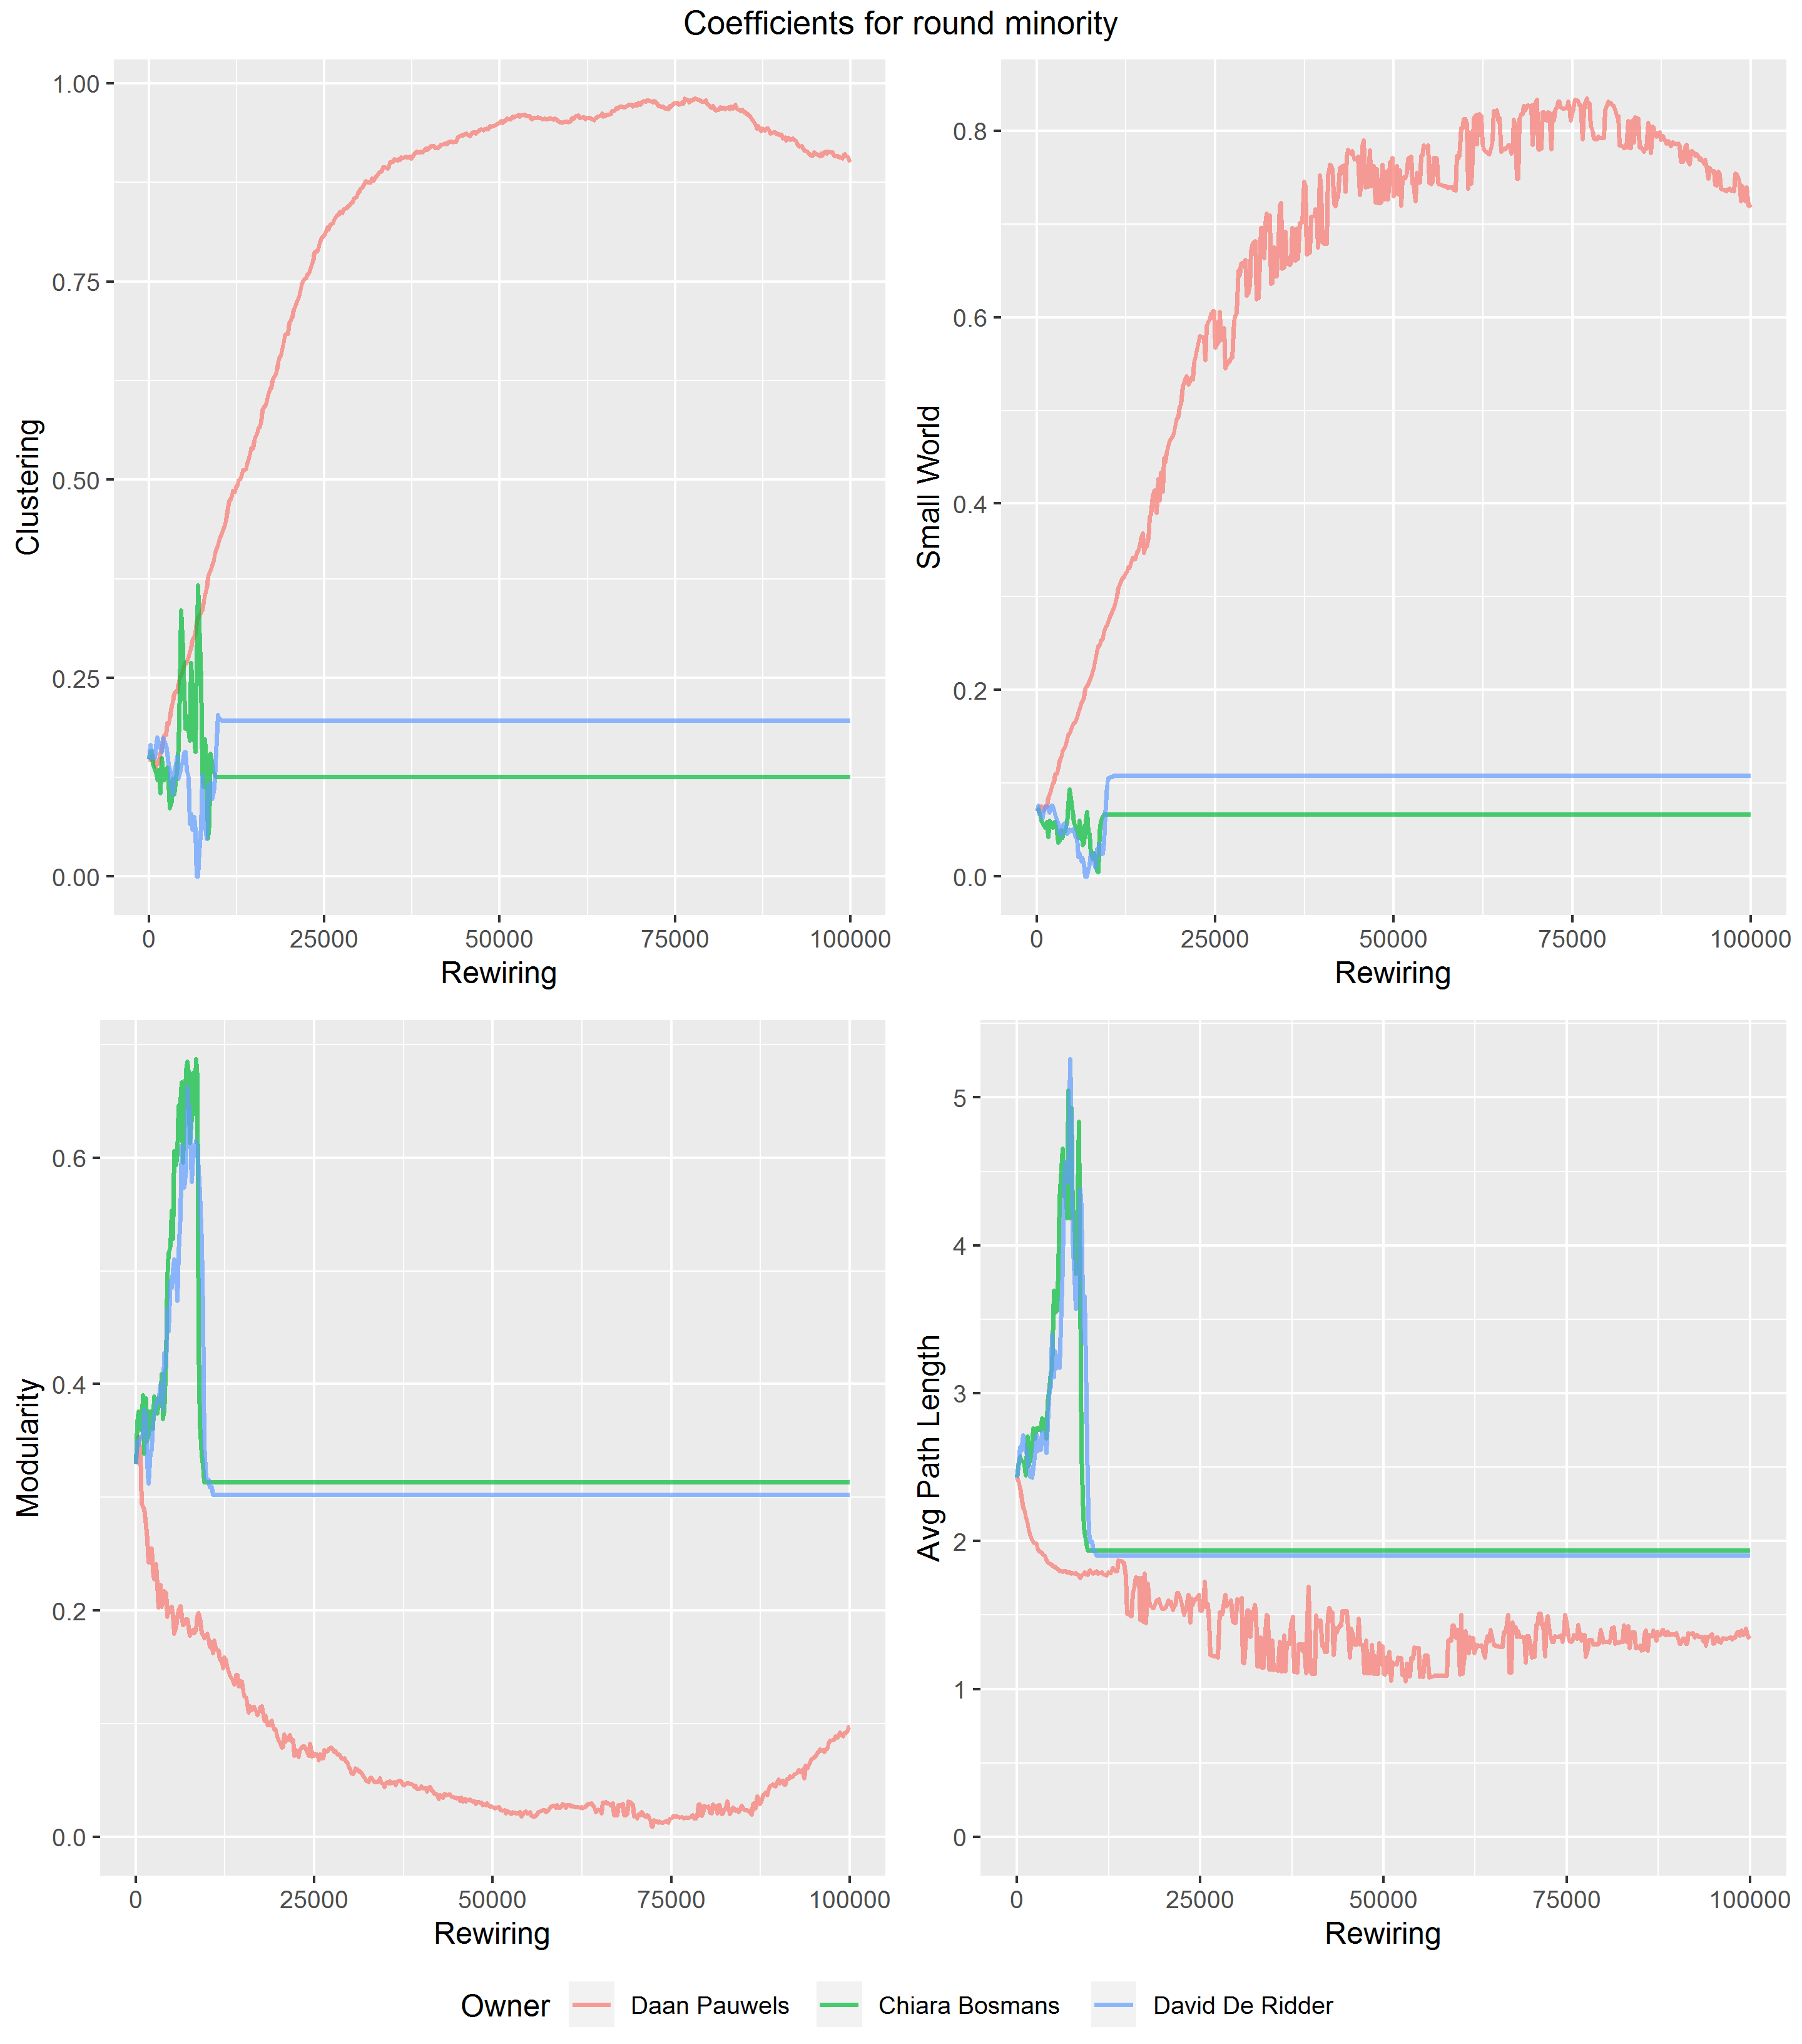 Coefficients for round minority
Clustering
1.00
0.75
0.50
0.25
0.00
0 25000 50000 75000 100000
Rewiring
Small World
0.8
0.6
0.4
0.2
0.0
0 25000 50000 75000 100000
Rewiring
Modularity
0.6
0.4
0.2
0.0
0 25000 50000 75000 100000
Rewiring
Avg Path Length
5
4
3
2
1
0
0 25000 50000 75000 100000
Rewiring
Owner Daan Pauwels Chiara Bosmans David De Ridder